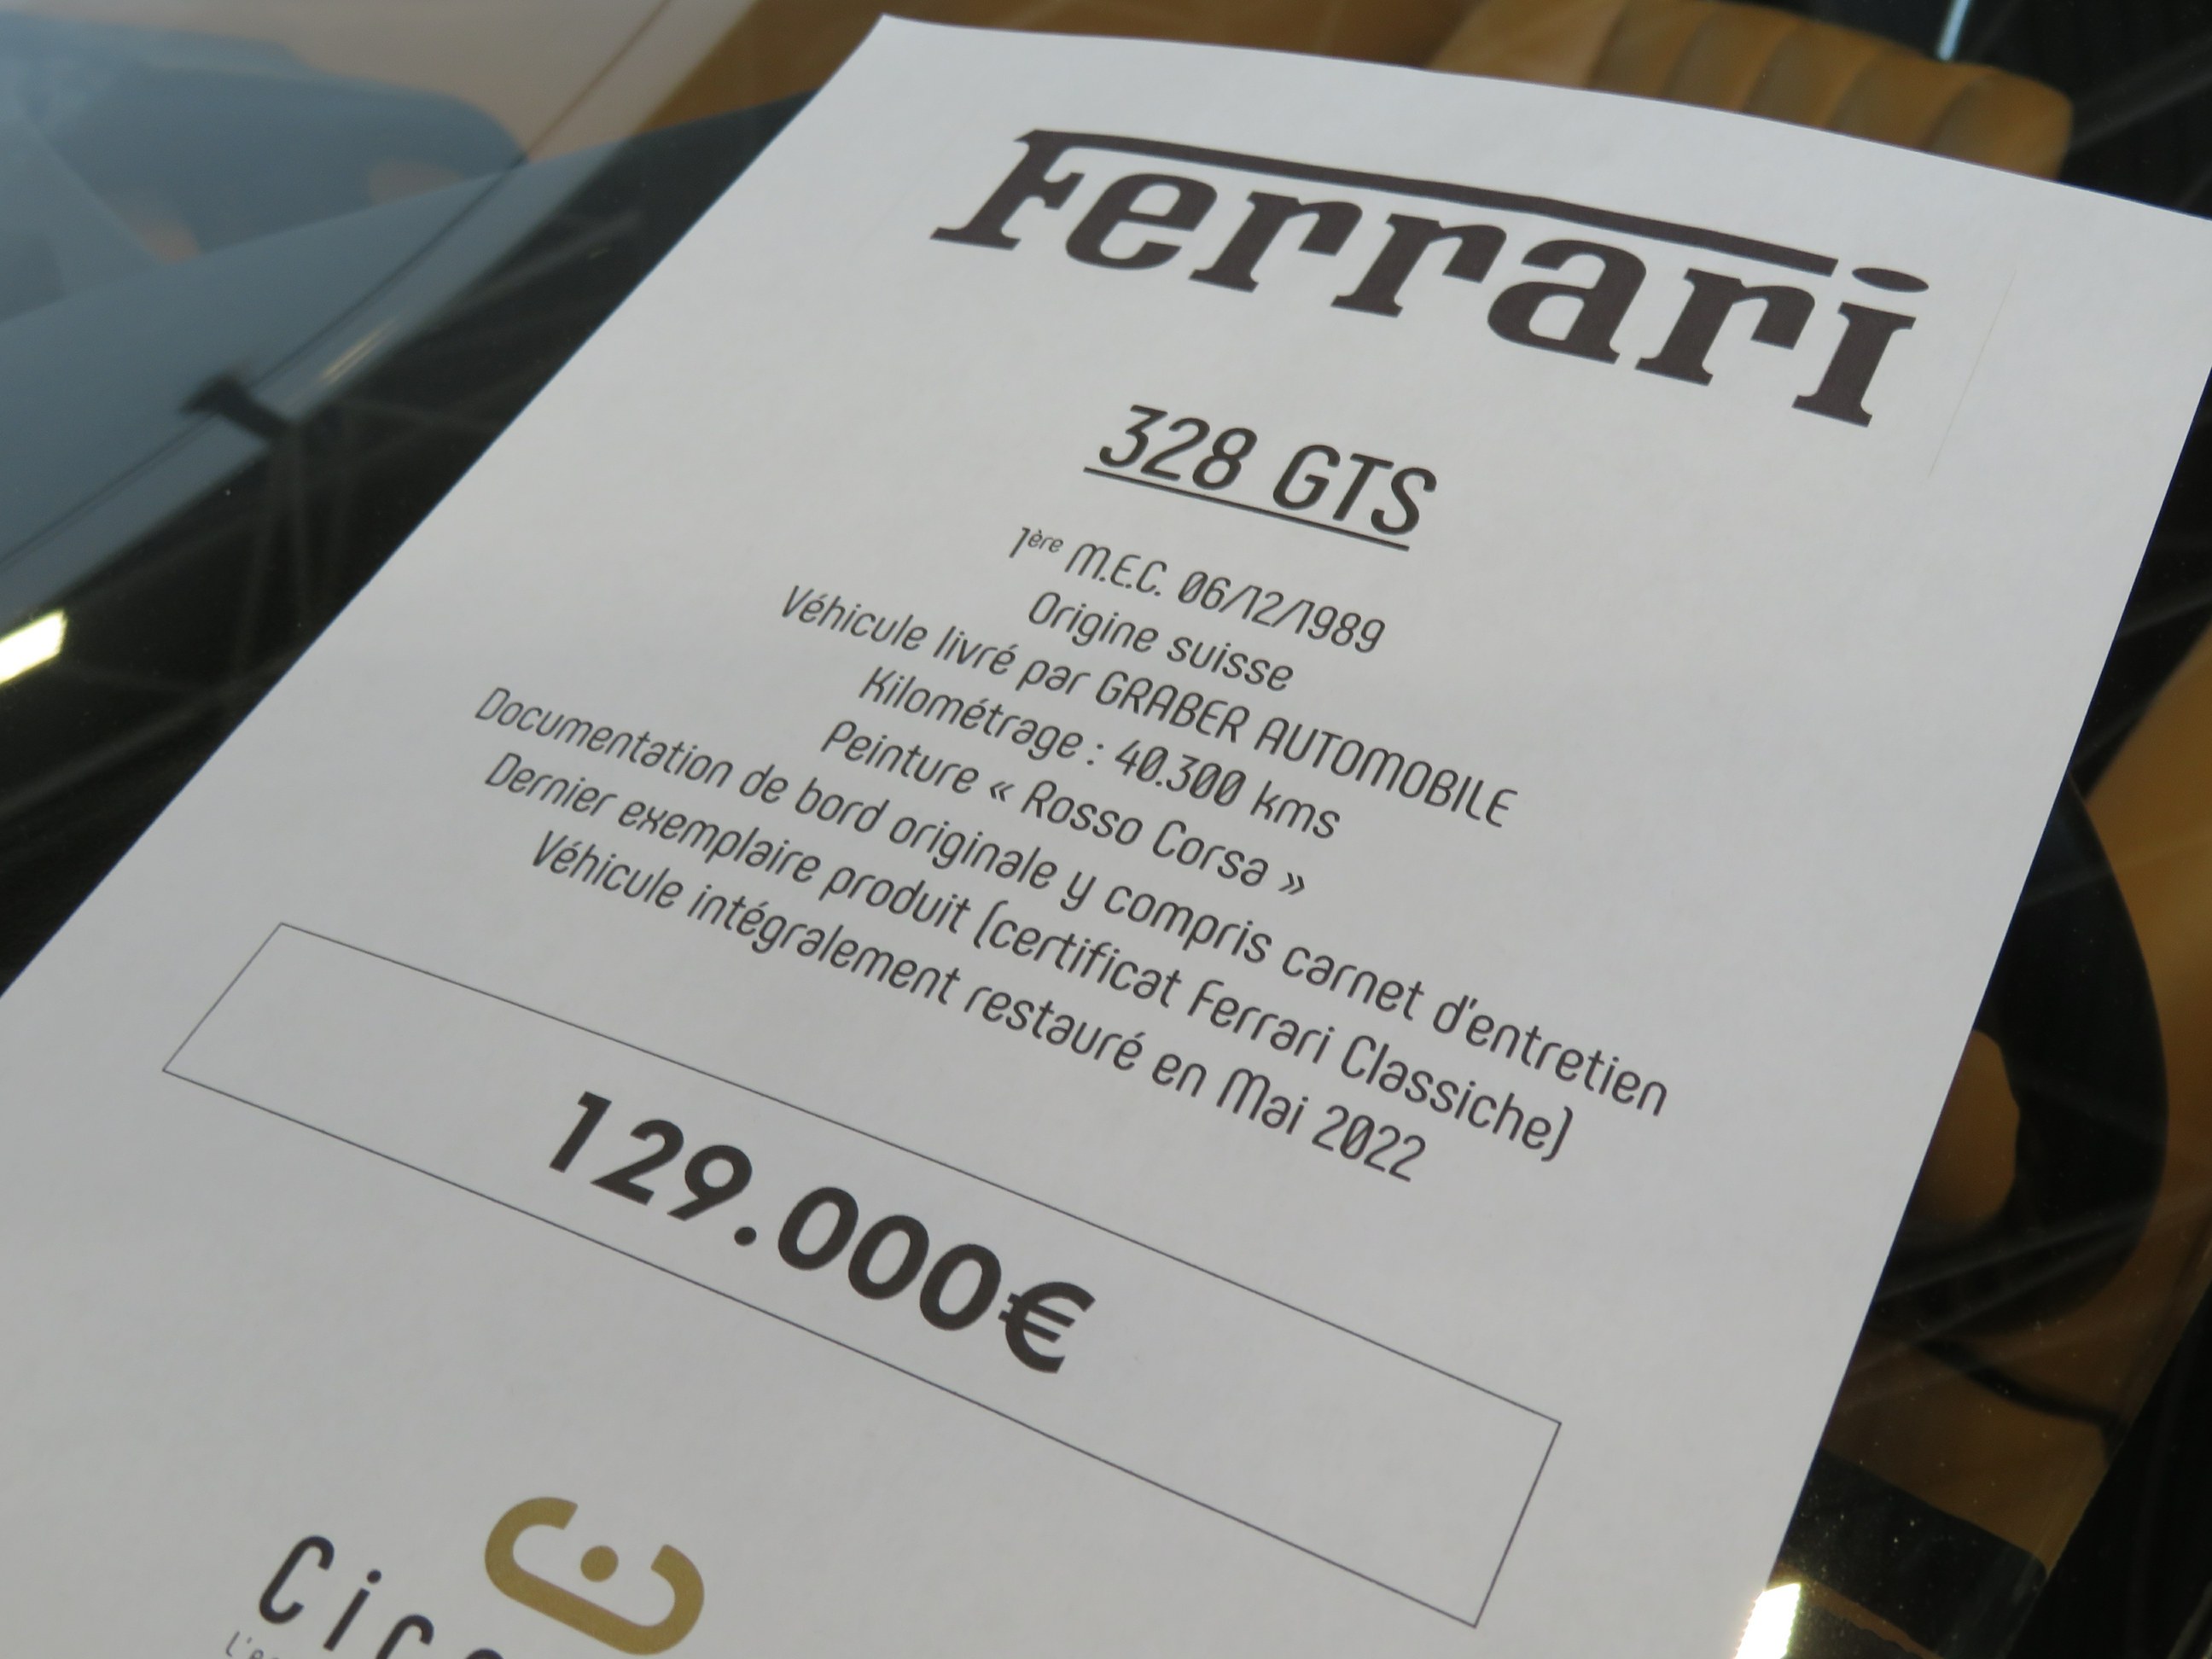 Ferrari
328 GTS
1ère M.E.C. 06/12/1989
Origine suisse
Véhicule livré par GRABER AUTOMOBILE
Kilométrage : 40.300 kms
Peinture « Rosso Corsa »
Documentation de bord originale y compris carnet d'entretien
Dernier exemplaire produit (certificat Ferrari Classiche)
Véhicule intégralement restauré en Mai 2022
129.000€